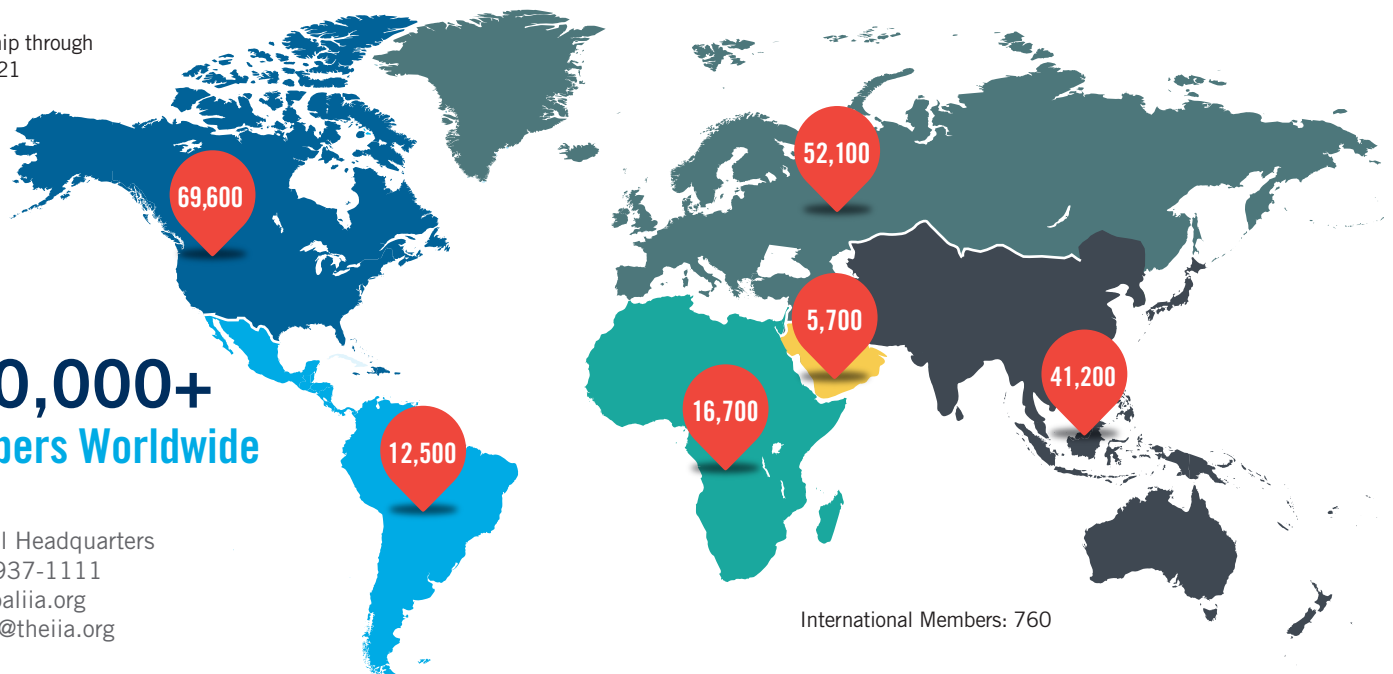 ip through
21
52,100
69,600
5,700
41,200
0,000+
16,700
bers Worldwide
12,500
l Headquarters
937-1111
aliia.org
@theiia.org
International Members: 760